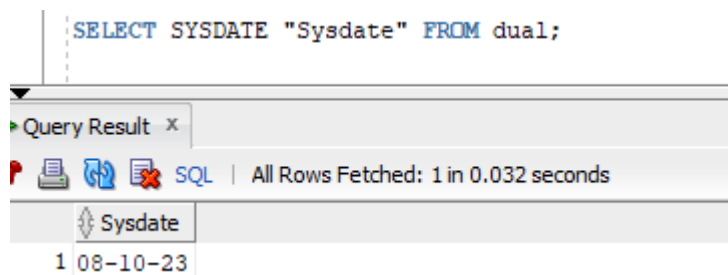 SELECT SYSDATE "Sysdate" FROM dual;
Query Result x
SQL | All Rows Fetched: 1 in 0.032 seconds
Sysdate
1 08-10-23